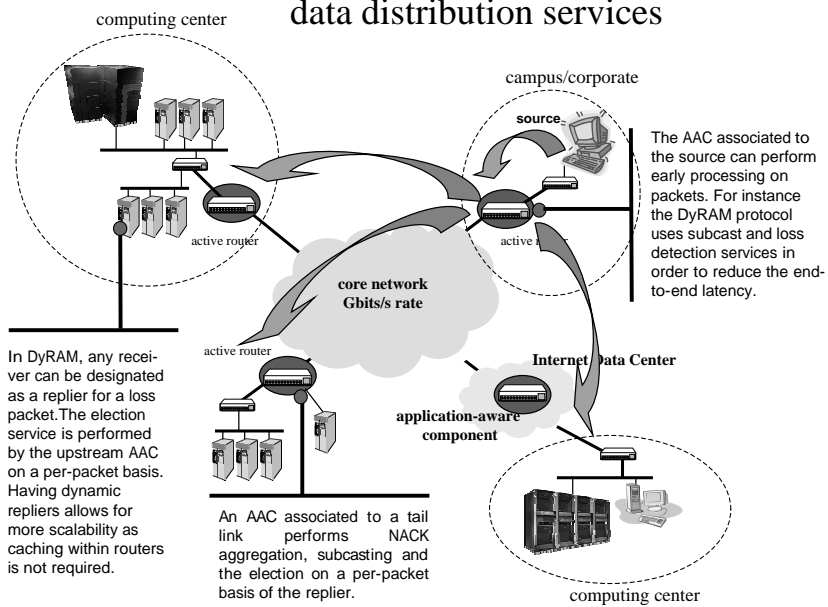 data distribution services
computing center
campus/corporate
source
The AAC associated to
the source can perform
early processing on
packets. For instance
the DyRAM protocol
uses subcast and loss
detection services in
order to reduce the end-
to-end latency.
active router
active
core network
Gbits/s rate
active router
Internet Data Center
application-aware
component
In DyRAM, any recei-
ver can be designated
as a replier for a loss
packet.The election
service is performed
by the upstream AAC
on a per-packet basis.
Having dynamic
repliers allows for
more scalability as
caching within routers
is not required.
An AAC associated to a tail
link performs NACK
aggregation, subcasting and
the election on a per-packet
basis of the replier.
computing center